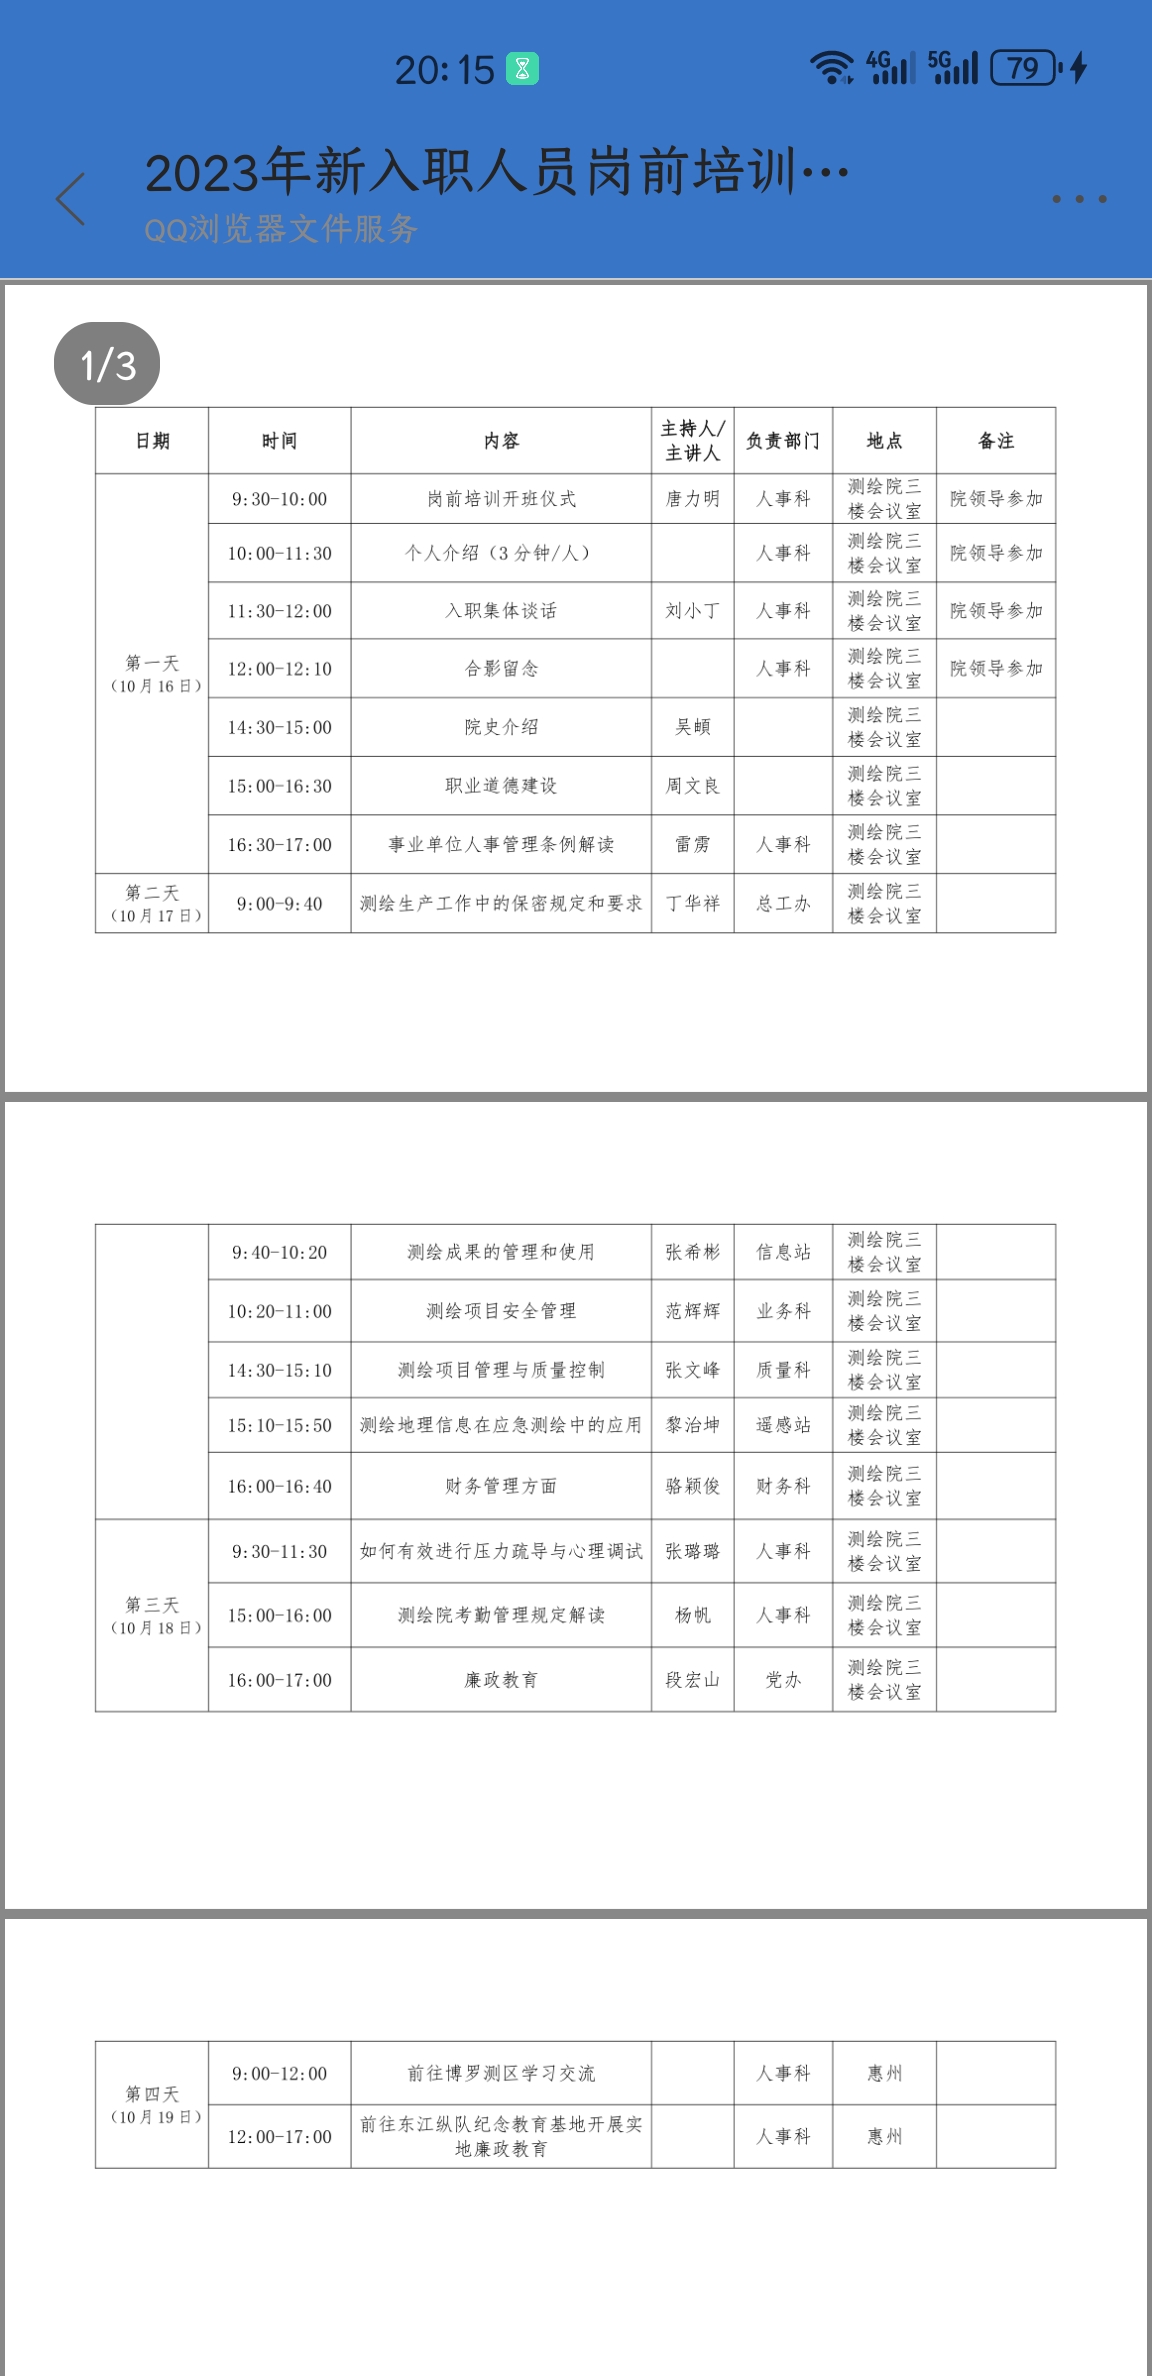 20:15
4G 5G 79
2023年新入职人员岗前培训···
QQ浏览器文件服务
1/3
日期 时间 内容 主持人/主讲人 负责部门 地点 备注
第一天（10月16日） 9:30-10:00 岗前培训开班仪式 唐力明 人事科 测绘院三楼会议室 院领导参加
10:00-11:30 个人介绍（3分钟/人） 人事科 测绘院三楼会议室 院领导参加
11:30-12:00 入职集体谈话 刘小丁 人事科 测绘院三楼会议室 院领导参加
12:00-12:10 合影留念 人事科 测绘院三楼会议室 院领导参加
14:30-15:00 院史介绍 吴頔 测绘院三楼会议室
15:00-16:30 职业道德建设 周文良 测绘院三楼会议室
16:30-17:00 事业单位人事管理条例解读 雷雳 人事科 测绘院三楼会议室
第二天（10月17日） 9:00-9:40 测绘生产工作中的保密规定和要求 丁华祥 总工办 测绘院三楼会议室
9:40-10:20 测绘成果的管理和使用 张希彬 信息站 测绘院三楼会议室
10:20-11:00 测绘项目安全管理 范辉辉 业务科 测绘院三楼会议室
14:30-15:10 测绘项目管理与质量控制 张文峰 质量科 测绘院三楼会议室
15:10-15:50 测绘地理信息在应急测绘中的应用 黎治坤 遥感站 测绘院三楼会议室
16:00-16:40 财务管理方面 骆颖俊 财务科 测绘院三楼会议室
第三天（10月18日） 9:30-11:30 如何有效进行压力疏导与心理调试 张璐璐 人事科 测绘院三楼会议室
15:00-16:00 测绘院考勤管理规定解读 杨帆 人事科 测绘院三楼会议室
16:00-17:00 廉政教育 段宏山 党办 测绘院三楼会议室
第四天（10月19日） 9:00-12:00 前往博罗测区学习交流 人事科 惠州
12:00-17:00 前往东江纵队纪念教育基地开展实地廉政教育 人事科 惠州